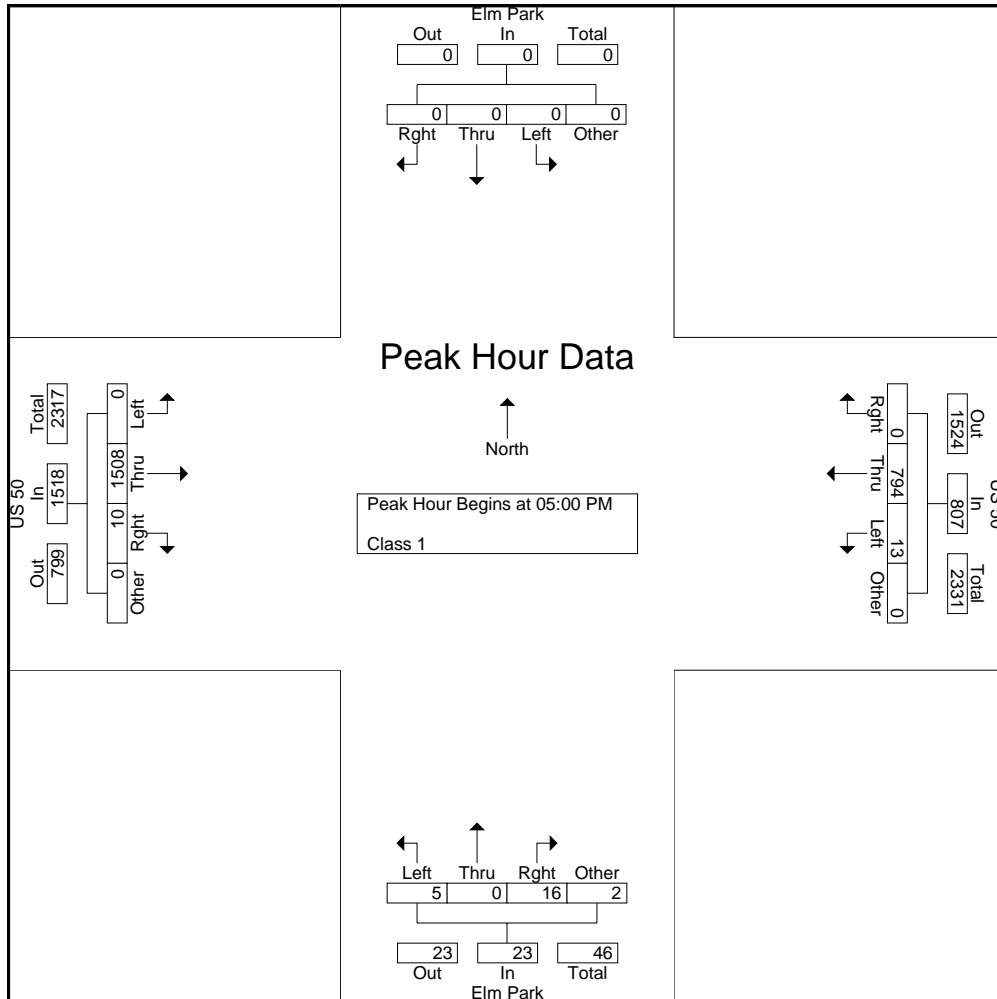 Elm Park
Out In Total
0 0 0
0 0 0 0
Rght Thru Left Other
Peak Hour Data
North
Peak Hour Begins at 05:00 PM
Class 1
US 50
Out In Total
799 1518 2317
0 1508 10 0
Left Thru Rght Other
US 50
Out In Total
1524 807 2331
0 794 13 0
Rght Thru Left Other
Left Thru Rght Other
5 0 16 2
23 23 46
Out In Total
Elm Park